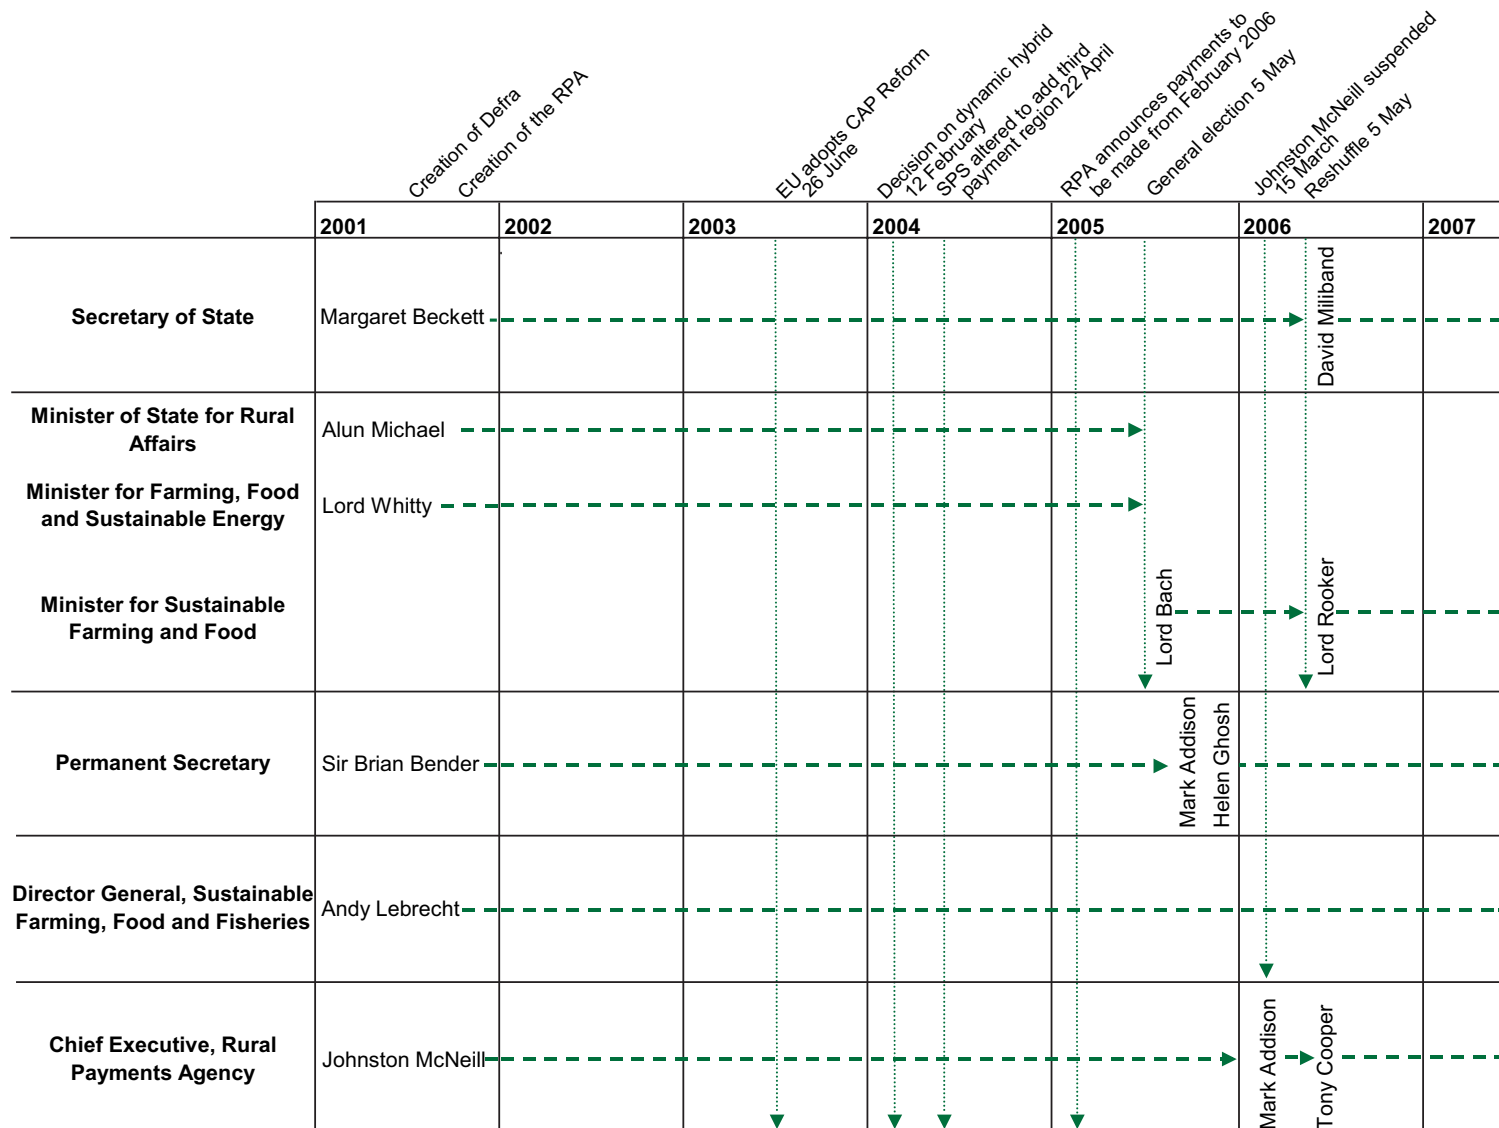 Creation of Defra
Creation of the RPA
EU adopts CAP Reform
26 June
Decision on dynamic hybrid
12 February
SPS altered to add third
payment region 22 April
RPA announces payments to
be made from February 2006
General election 5 May
Johnston McNeill suspended
15 March
Reshuffle 5 May
2001 2002 2003 2004 2005 2006 2007
Secretary of State
Margaret Beckett
David Miliband
Minister of State for Rural
Affairs
Alun Michael
Minister for Farming, Food
and Sustainable Energy
Lord Whitty
Minister for Sustainable
Farming and Food
Lord Bach
Lord Rooker
Permanent Secretary
Sir Brian Bender
Mark Addison
Helen Ghosh
Director General, Sustainable
Farming, Food and Fisheries
Andy Lebrecht
Chief Executive, Rural
Payments Agency
Johnston McNeill
Mark Addison
Tony Cooper